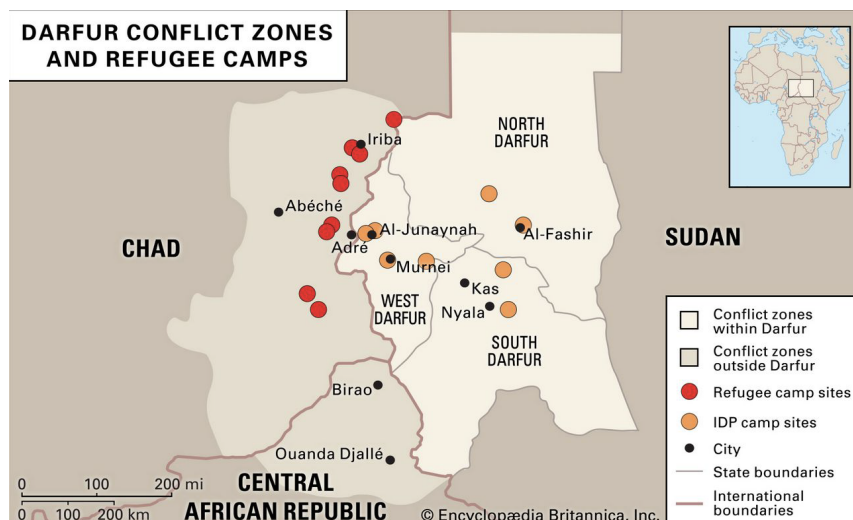 DARFUR CONFLICT ZONES
AND REFUGEE CAMPS
NORTH
DARFUR
Iriba
Abéché
Al-Junaynah
Al-Fashir
Adré
CHAD
SUDAN
Murnei
Kas
WEST
DARFUR
Nyala
SOUTH
DARFUR
Birao
Ouanda Djallé
CENTRAL
AFRICAN REPUBLIC
0 100 200 mi
0 100 200 km
© Encyclopædia Britannica, Inc.
Conflict zones
within Darfur
Conflict zones
outside Darfur
Refugee camp sites
IDP camp sites
City
State boundaries
International
boundaries